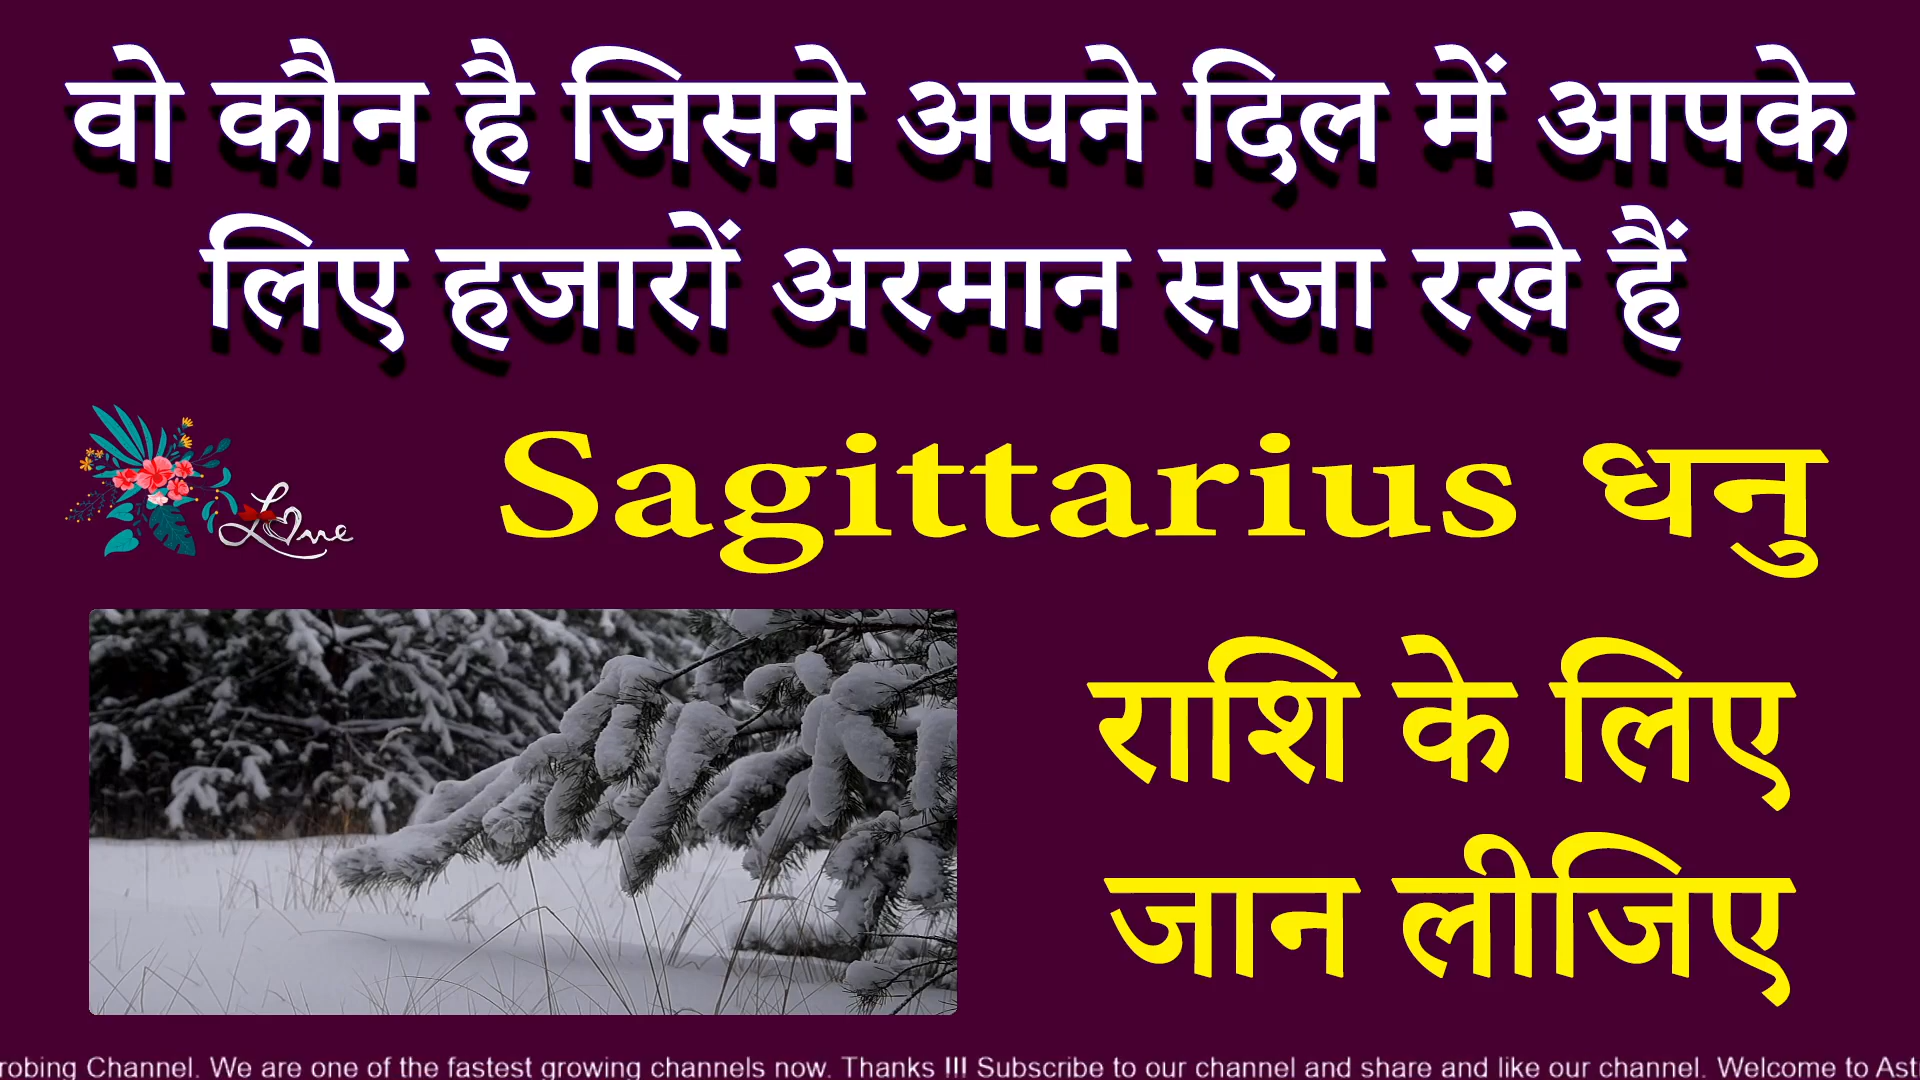 वो कौन है जिसने अपने दिल में आपके
लिए हजारों अरमान सजा रखे हैं
Love
Sagittarius धनु
राशि के लिए
जान लीजिए
robing Channel. We are one of the fastest growing channels now. Thanks !!! Subscribe to our channel and share and like our channel. Welcome to Ast